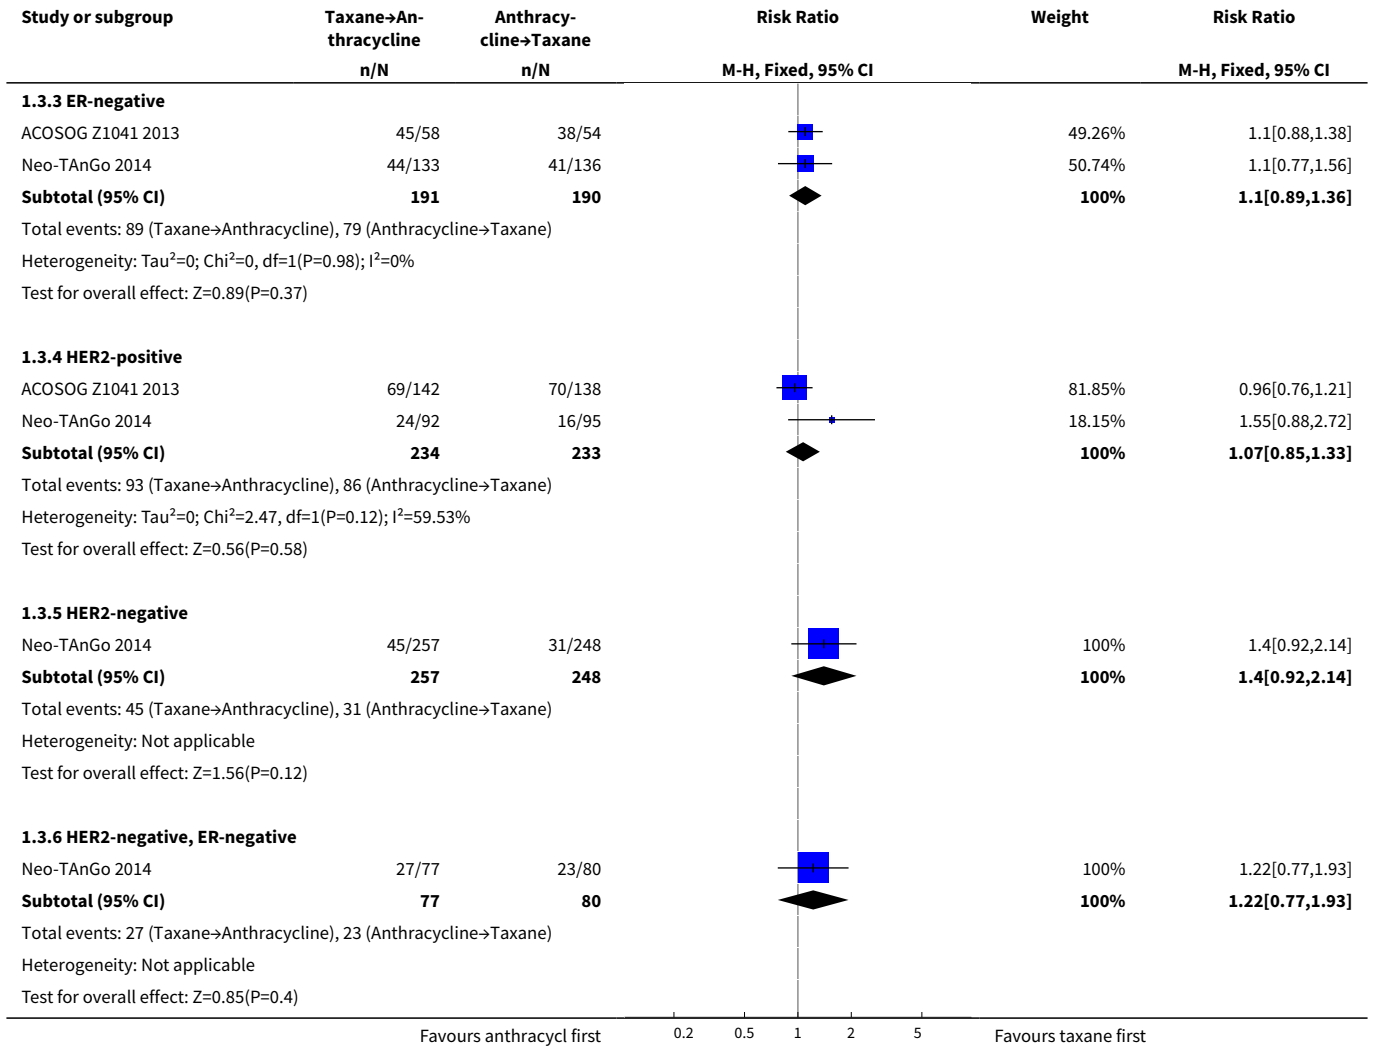 Study or subgroup Taxane→An- Anthracy- Risk Ratio Weight Risk Ratio
thracycline cline→Taxane
n/N n/N M-H, Fixed, 95% CI M-H, Fixed, 95% CI
1.3.3 ER-negative
ACOSOG Z1041 2013 45/58 38/54 49.26% 1.1[0.88,1.38]
Neo-TAnGo 2014 44/133 41/136 50.74% 1.1[0.77,1.56]
Subtotal (95% CI) 191 190 100% 1.1[0.89,1.36]
Total events: 89 (Taxane→Anthracycline), 79 (Anthracycline→Taxane)
Heterogeneity: Tau²=0; Chi²=0, df=1(P=0.98); I²=0%
Test for overall effect: Z=0.89(P=0.37)
1.3.4 HER2-positive
ACOSOG Z1041 2013 69/142 70/138 81.85% 0.96[0.76,1.21]
Neo-TAnGo 2014 24/92 16/95 18.15% 1.55[0.88,2.72]
Subtotal (95% CI) 234 233 100% 1.07[0.85,1.33]
Total events: 93 (Taxane→Anthracycline), 86 (Anthracycline→Taxane)
Heterogeneity: Tau²=0; Chi²=2.47, df=1(P=0.12); I²=59.53%
Test for overall effect: Z=0.56(P=0.58)
1.3.5 HER2-negative
Neo-TAnGo 2014 45/257 31/248 100% 1.4[0.92,2.14]
Subtotal (95% CI) 257 248 100% 1.4[0.92,2.14]
Total events: 45 (Taxane→Anthracycline), 31 (Anthracycline→Taxane)
Heterogeneity: Not applicable
Test for overall effect: Z=1.56(P=0.12)
1.3.6 HER2-negative, ER-negative
Neo-TAnGo 2014 27/77 23/80 100% 1.22[0.77,1.93]
Subtotal (95% CI) 77 80 100% 1.22[0.77,1.93]
Total events: 27 (Taxane→Anthracycline), 23 (Anthracycline→Taxane)
Heterogeneity: Not applicable
Test for overall effect: Z=0.85(P=0.4)
Favours anthracycl first 0.2 0.5 1 2 5 Favours taxane first